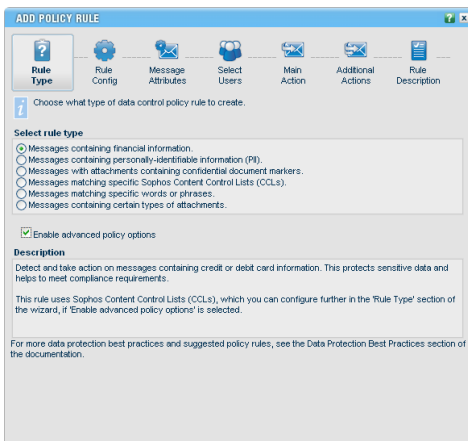 ADD POLICY RULE
Rule Type
Rule Config
Message Attributes
Select Users
Main Action
Additional Actions
Rule Description
Choose what type of data control policy rule to create.
Select rule type
Messages containing financial information.
Messages containing personally-identifiable information (PII).
Messages with attachments containing confidential document markers.
Messages matching specific Sophos Content Control Lists (CCLs).
Messages matching specific words or phrases.
Messages containing certain types of attachments.
Enable advanced policy options
Description
Detect and take action on messages containing credit or debit card information. This protects sensitive data and
helps to meet compliance requirements.
This rule uses Sophos Content Control Lists (CCLs), which you can configure further in the 'Rule Type' section of
the wizard, if 'Enable advanced policy options' is selected.
For more data protection best practices and suggested policy rules, see the Data Protection Best Practices section of
the documentation.